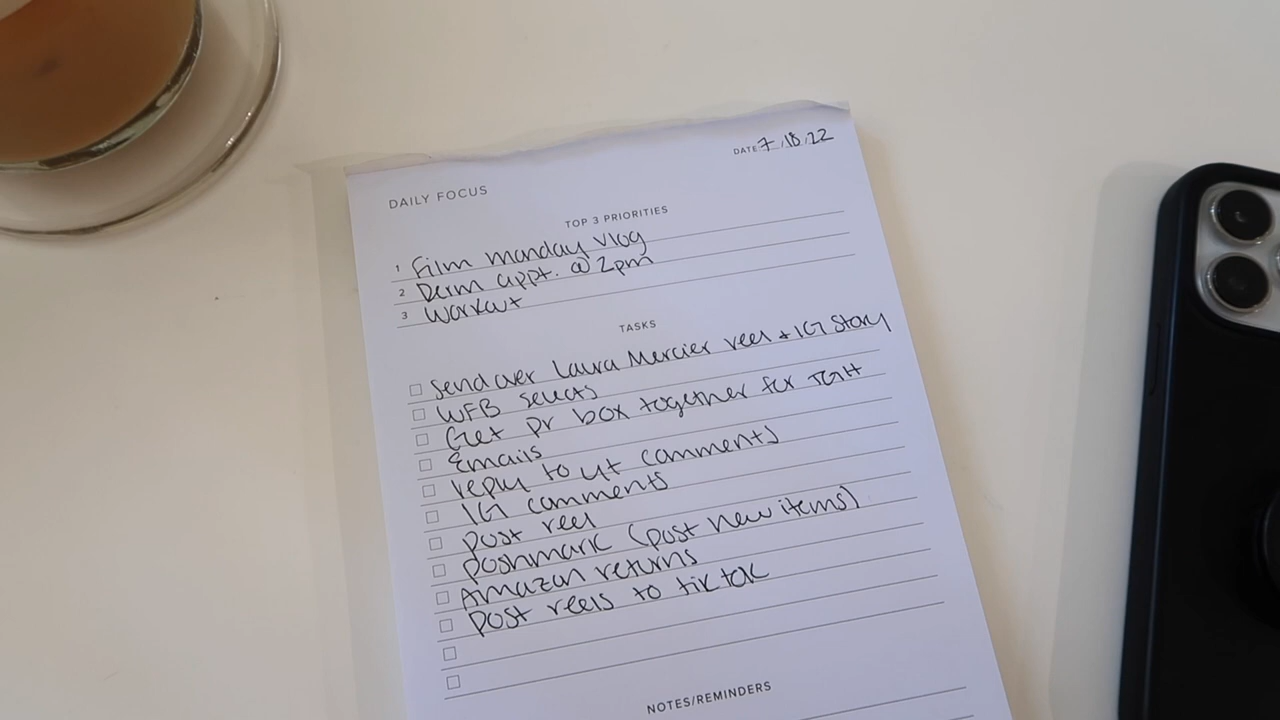 DATE 7.18.22
DAILY FOCUS
TOP 3 PRIORITIES
1 Film monday vlog
2 Derm appt. @ 2pm
3 Workout
TASKS
Send over Laura Mercier reel + IG Story
WFB selects
Get pr box together for TGH
Emails
reply to yt comments
IG comments
post reel
poshmark (post new items)
Amazon returns
post reels to tik tok
NOTES/REMINDERS